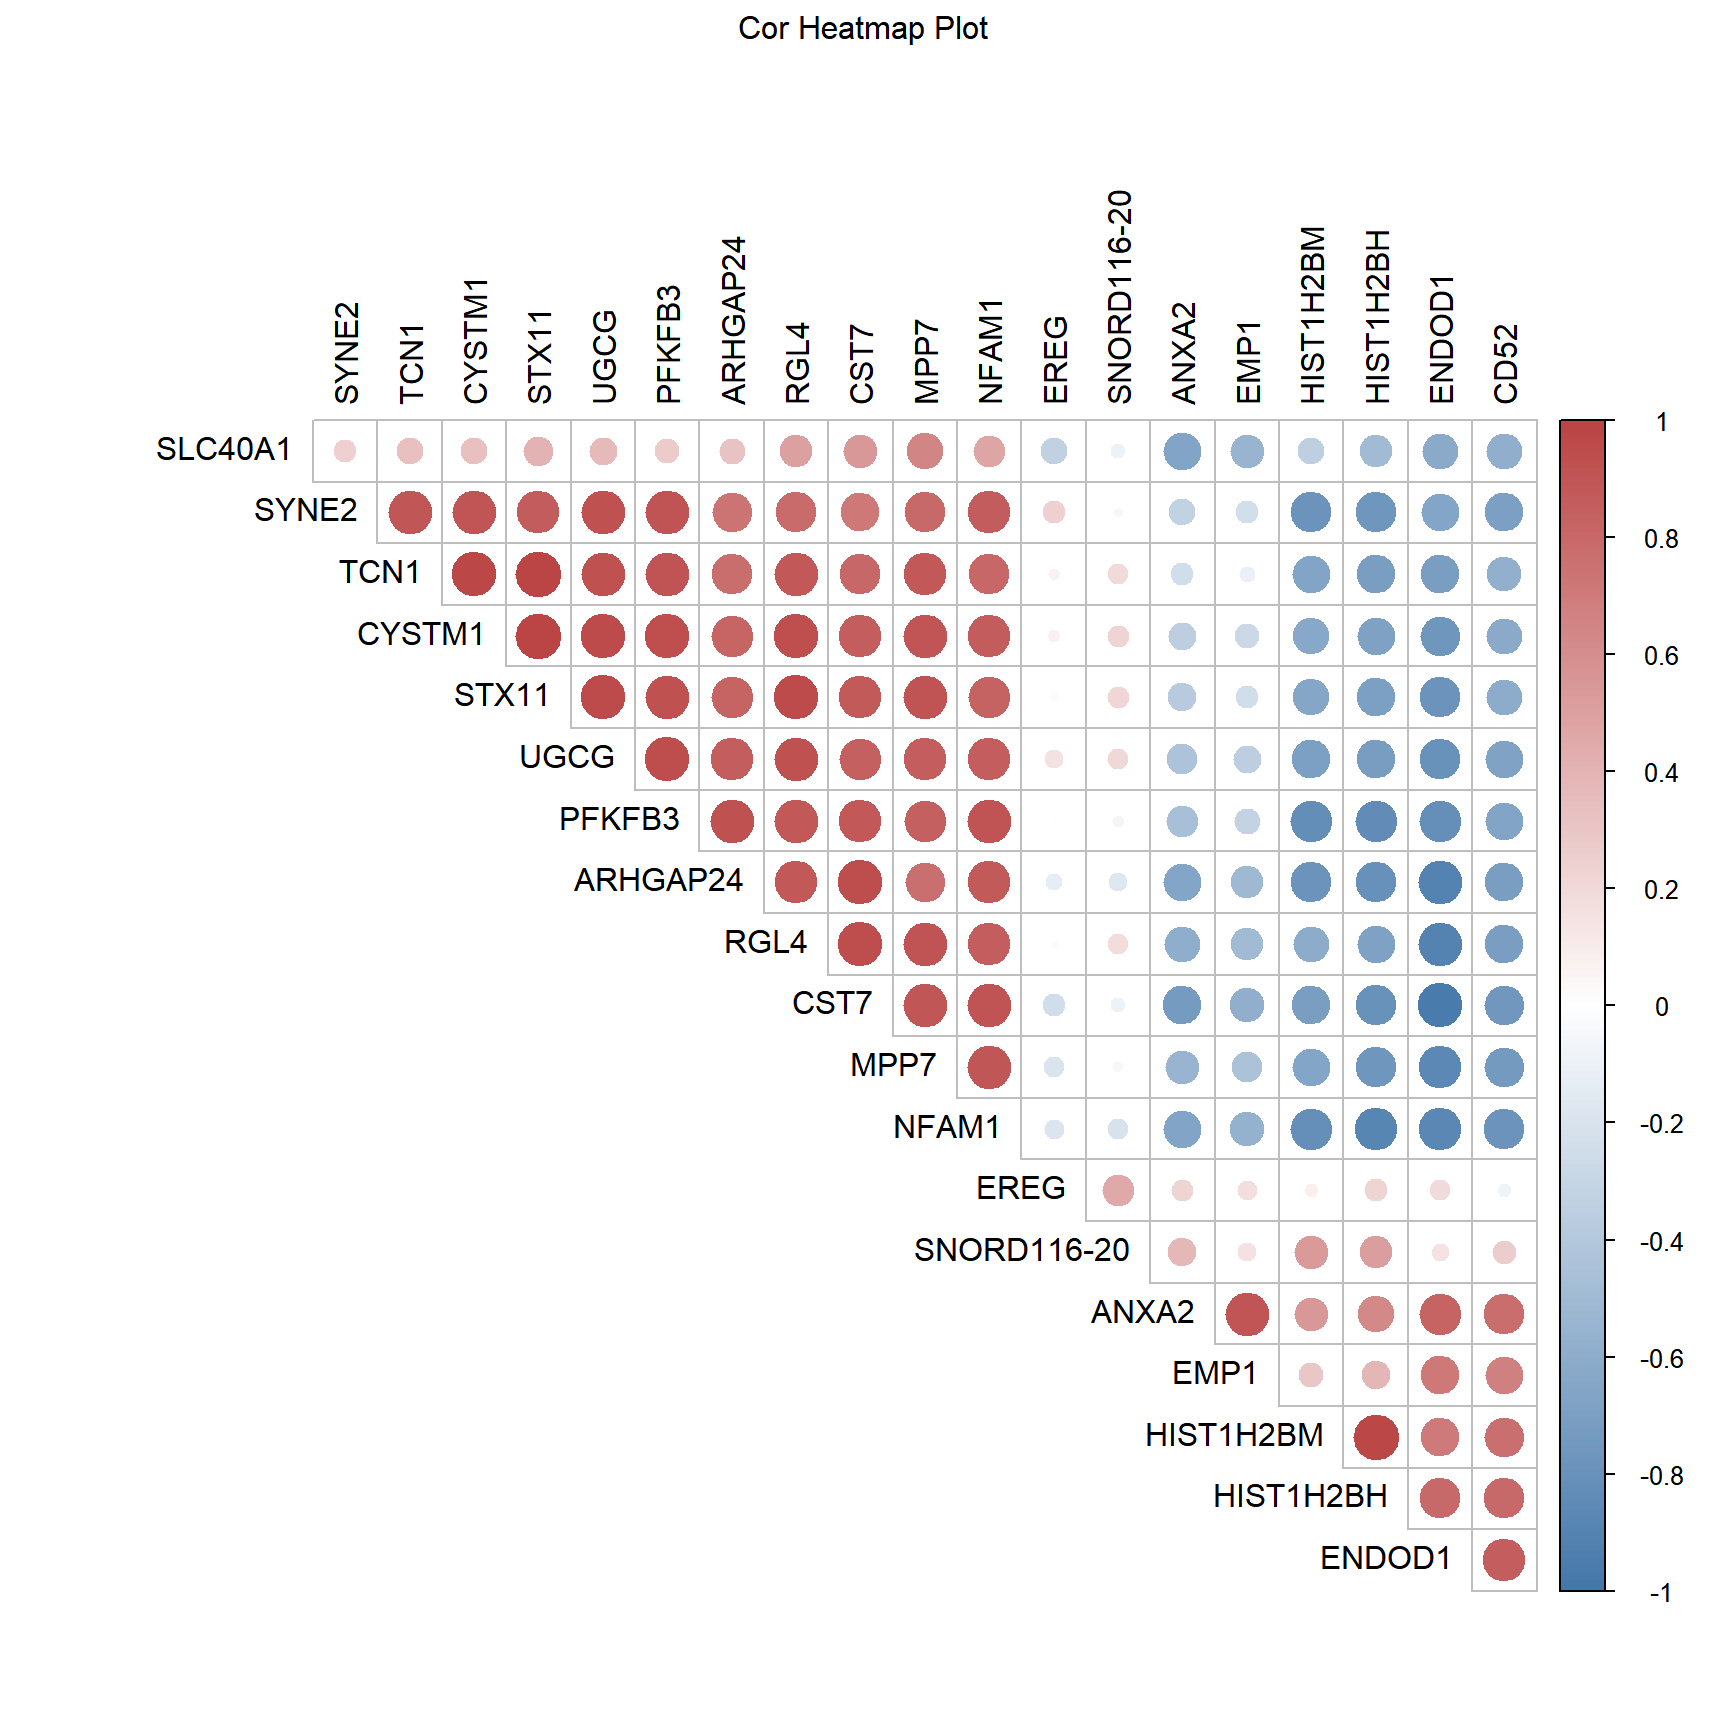 Cor Heatmap Plot
SYNE2
TCN1
CYSTM1
STX11
UGCG
PFKFB3
ARHGAP24
RGL4
CST7
MPP7
NFAM1
EREG
SNORD116-20
ANXA2
EMP1
HIST1H2BM
HIST1H2BH
ENDOD1
CD52
SLC40A1
SYNE2
TCN1
CYSTM1
STX11
UGCG
PFKFB3
ARHGAP24
RGL4
CST7
MPP7
NFAM1
EREG
SNORD116-20
ANXA2
EMP1
HIST1H2BM
HIST1H2BH
ENDOD1
1
0.8
0.6
0.4
0.2
0
-0.2
-0.4
-0.6
-0.8
-1